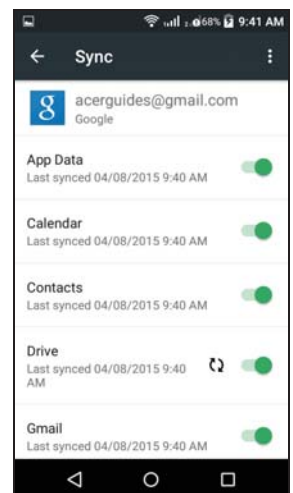 68% 9:41 AM
Sync
g acergudes@gmail.com
Google
App Data
Last synced 04/08/2015 9:40 AM
Calendar
Last synced 04/08/2015 9:40 AM
Contacts
Last synced 04/08/2015 9:40 AM
Drive
Last synced 04/08/2015 9:40
AM
Gmail
Last synced 04/08/2015 9:40 AM